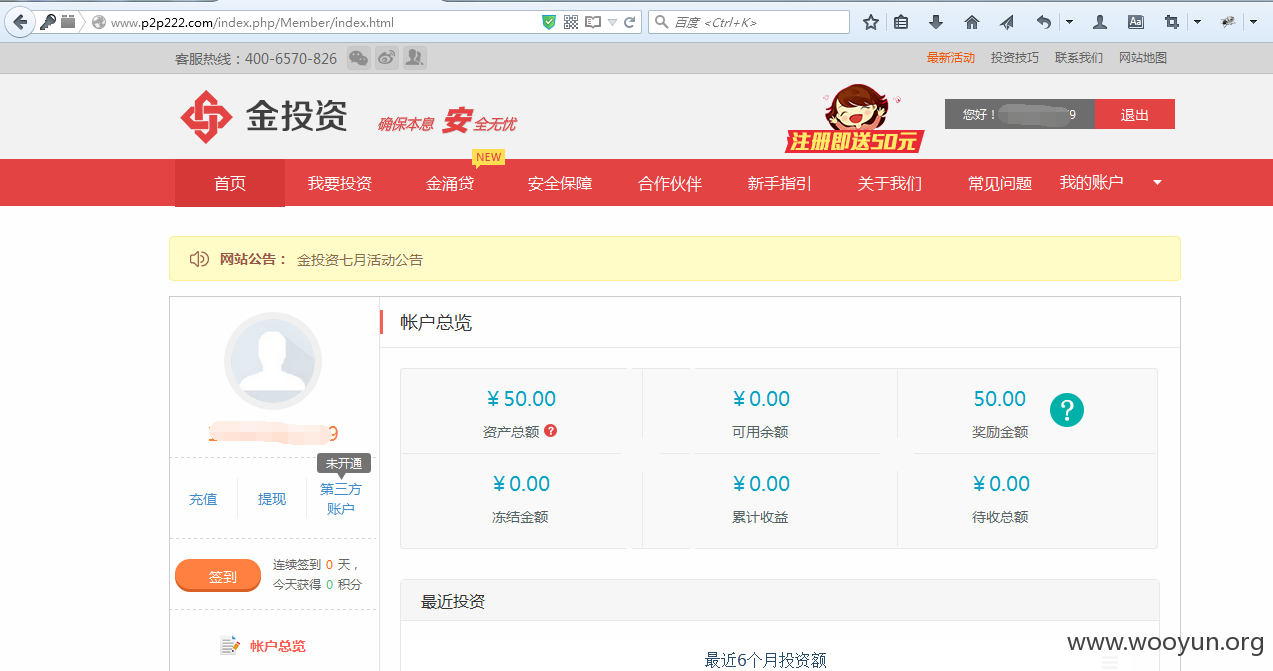 www.p2p222.com/index.php/Member/index.html
百度 <Ctrl+K>
客服热线：400-6570-826
最新活动 投资技巧 联系我们 网站地图
金投资
确保本息 安 全无忧
注册即送50元
您好！ 9 退出
NEW
首页 我要投资 金涌贷 安全保障 合作伙伴 新手指引 关于我们 常见问题 我的账户
网站公告： 金投资七月活动公告
帐户总览
￥50.00 ￥0.00 50.00 ?
资产总额 ? 可用余额 奖励金额
9
未开通
充值 提现 第三方
账户
￥0.00 ￥0.00 ￥0.00
冻结金额 累计收益 待收总额
签到 连续签到 0 天，
今天获得 0 积分
最近投资
帐户总览
最近6个月投资额
www.wooyun.org